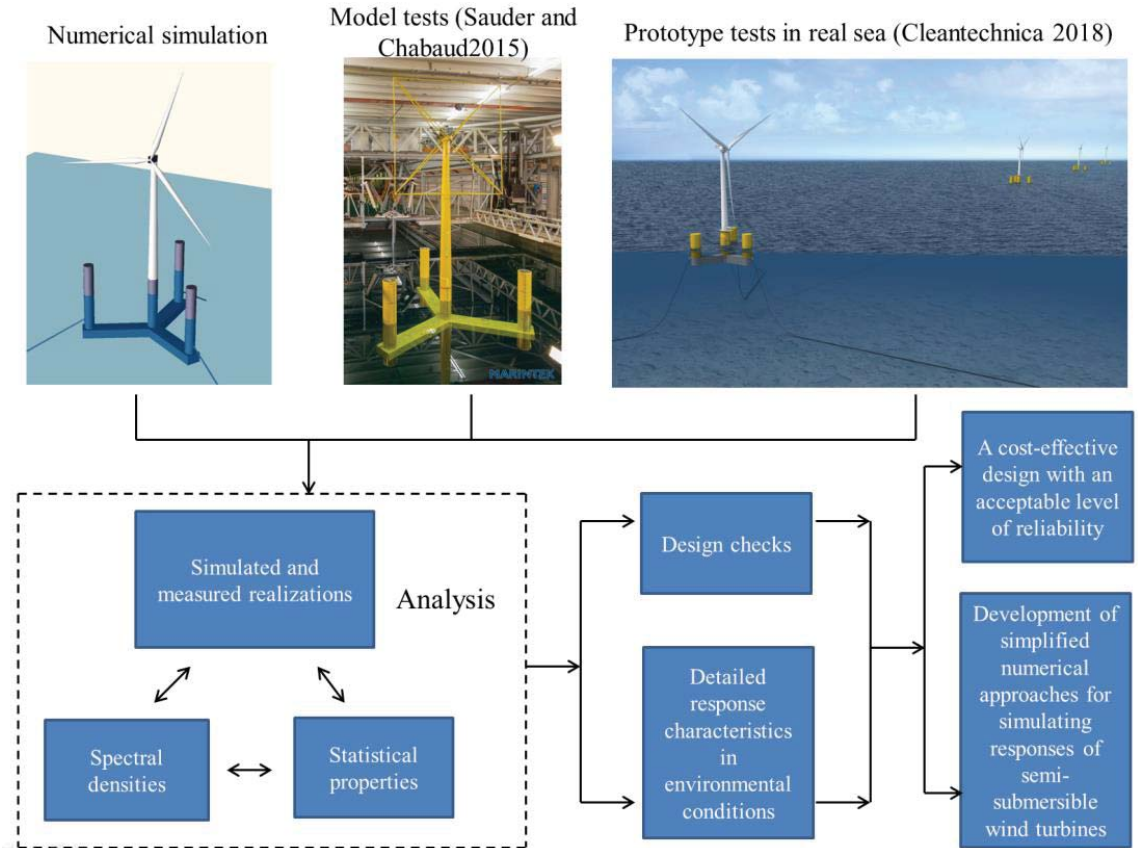 Numerical simulation
Model tests (Sauder and
Chabaud2015)
Prototype tests in real sea (Cleantechnica 2018)
MARINTEK
Simulated and
measured realizations
Analysis
Spectral
densities
Statistical
properties
Design checks
Detailed
response
characteristics
in
environmental
conditions
A cost-effective
design with an
acceptable level
of reliability
Development of
simplified
numerical
approaches for
simulating
responses of
semi-
submersible
wind turbines